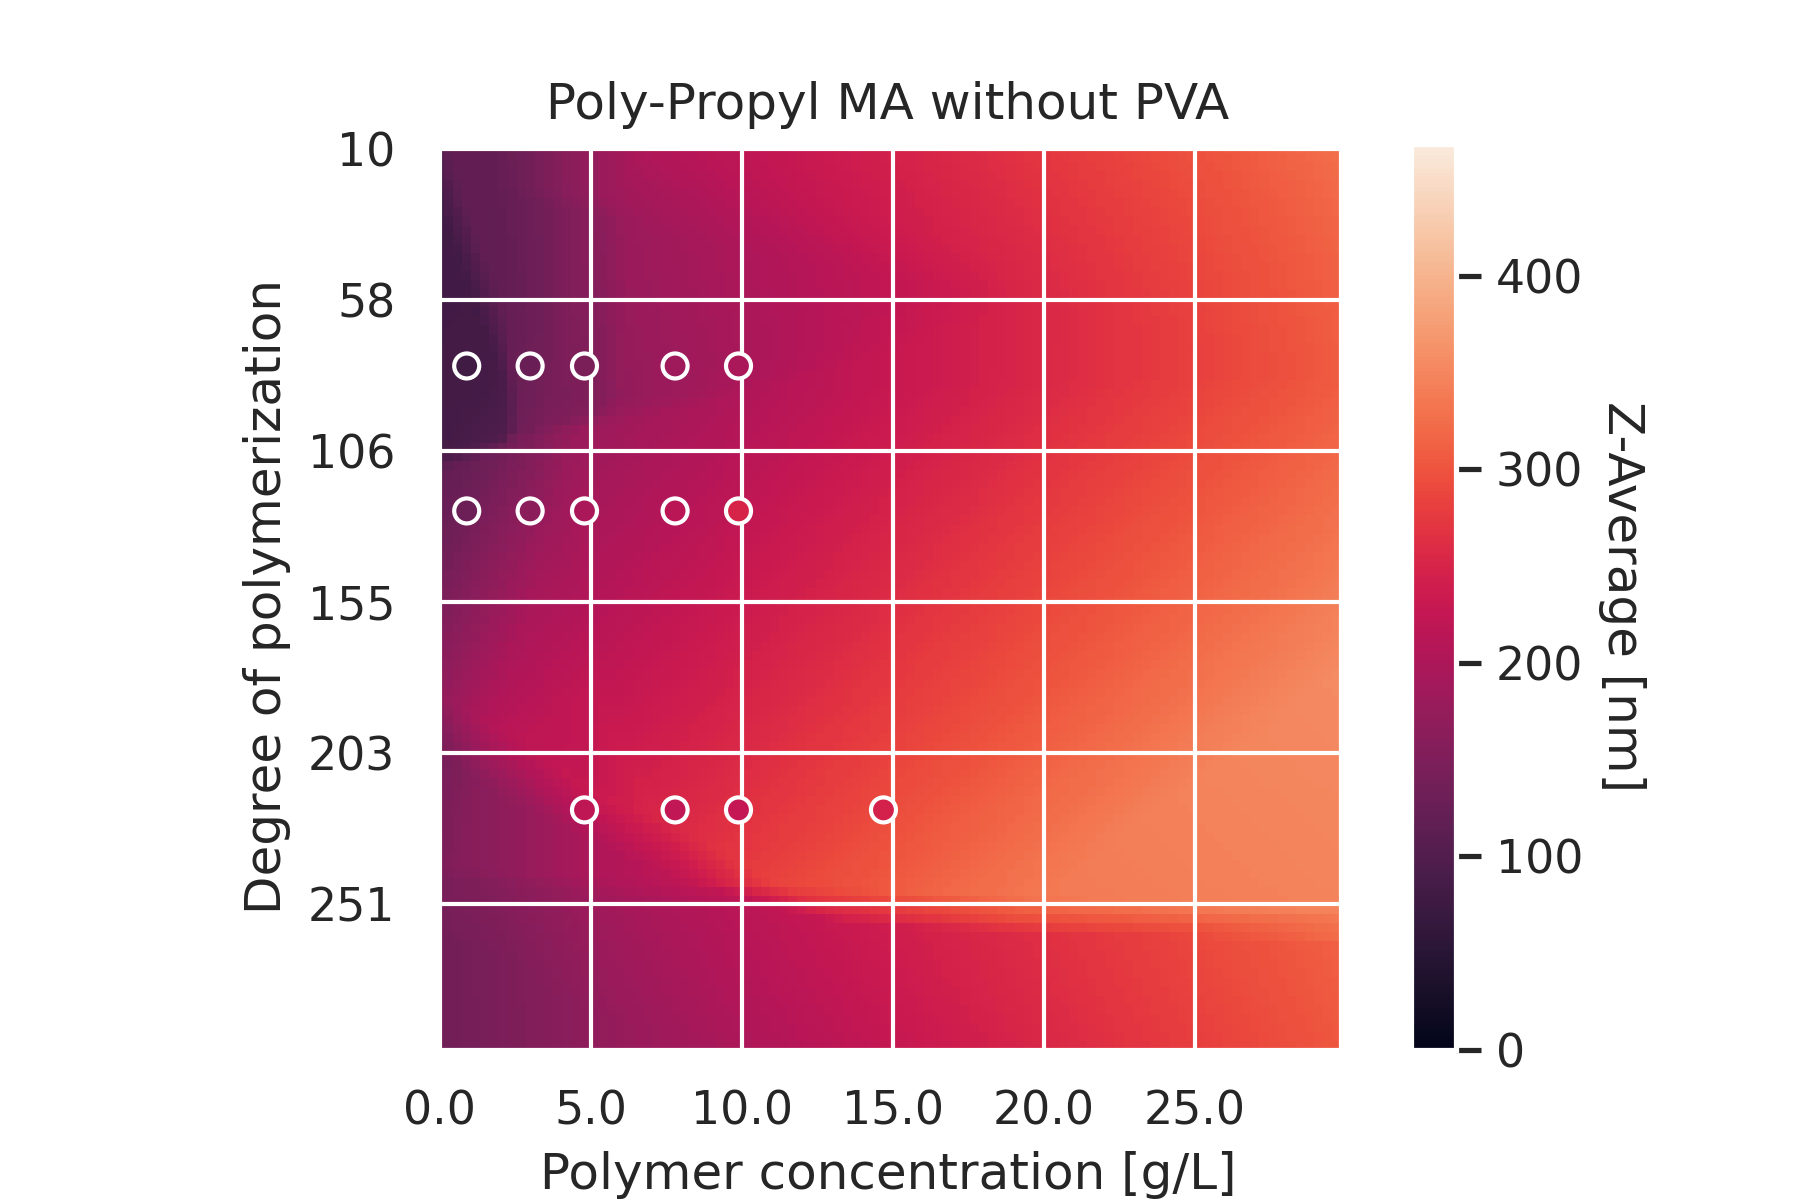 Poly-Propyl MA without PVA
10
58
106
155
203
251
Degree of polymerization
0.0 5.0 10.0 15.0 20.0 25.0
Polymer concentration [g/L]
400
300
200
100
0
Z-Average [nm]